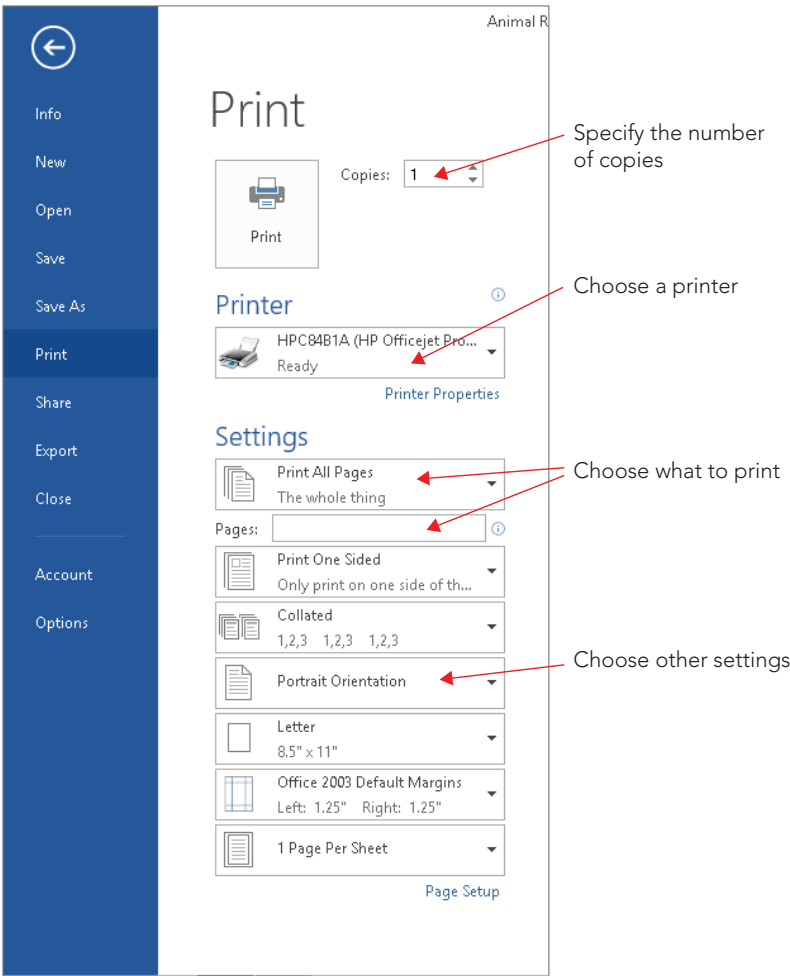 Animal R
Info
New
Open
Save
Save As
Print
Share
Export
Close
Account
Options
Print
Copies: 1
Print
Specify the number
of copies
Printer
HPC84B1A (HP Officejet Pro...
Ready
Printer Properties
Choose a printer
Settings
Print All Pages
The whole thing
Choose what to print
Pages:
Print One Sided
Only print on one side of th...
Collated
1,2,3 1,2,3 1,2,3
Portrait Orientation
Choose other settings
Letter
8.5" x 11"
Office 2003 Default Margins
Left: 1.25" Right: 1.25"
1 Page Per Sheet
Page Setup